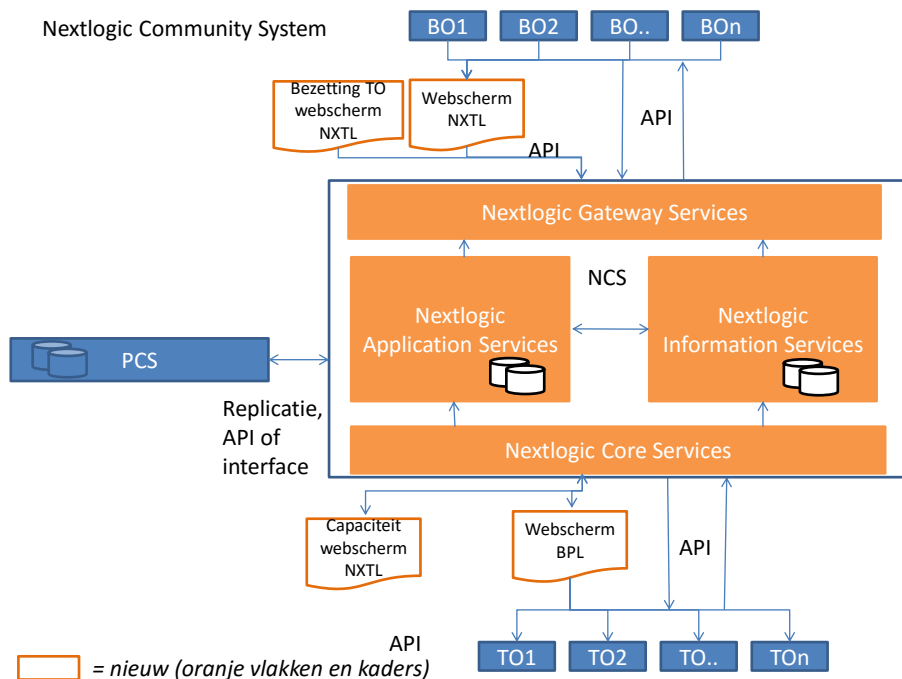 Nextlogic Community System
BO1
BO2
BO..
BOn
Bezetting TO
webscherm
NXTL
Webscherm
NXTL
API
API
Nextlogic Gateway Services
Nextlogic
Application Services
NCS
Nextlogic
Information Services
PCS
Replicatie,
API of
interface
Nextlogic Core Services
Capaciteit
webscherm
NXTL
Webscherm
BPL
API
TO1
TO2
TO..
TOn
API
= nieuw (oranje vlakken en kaders)